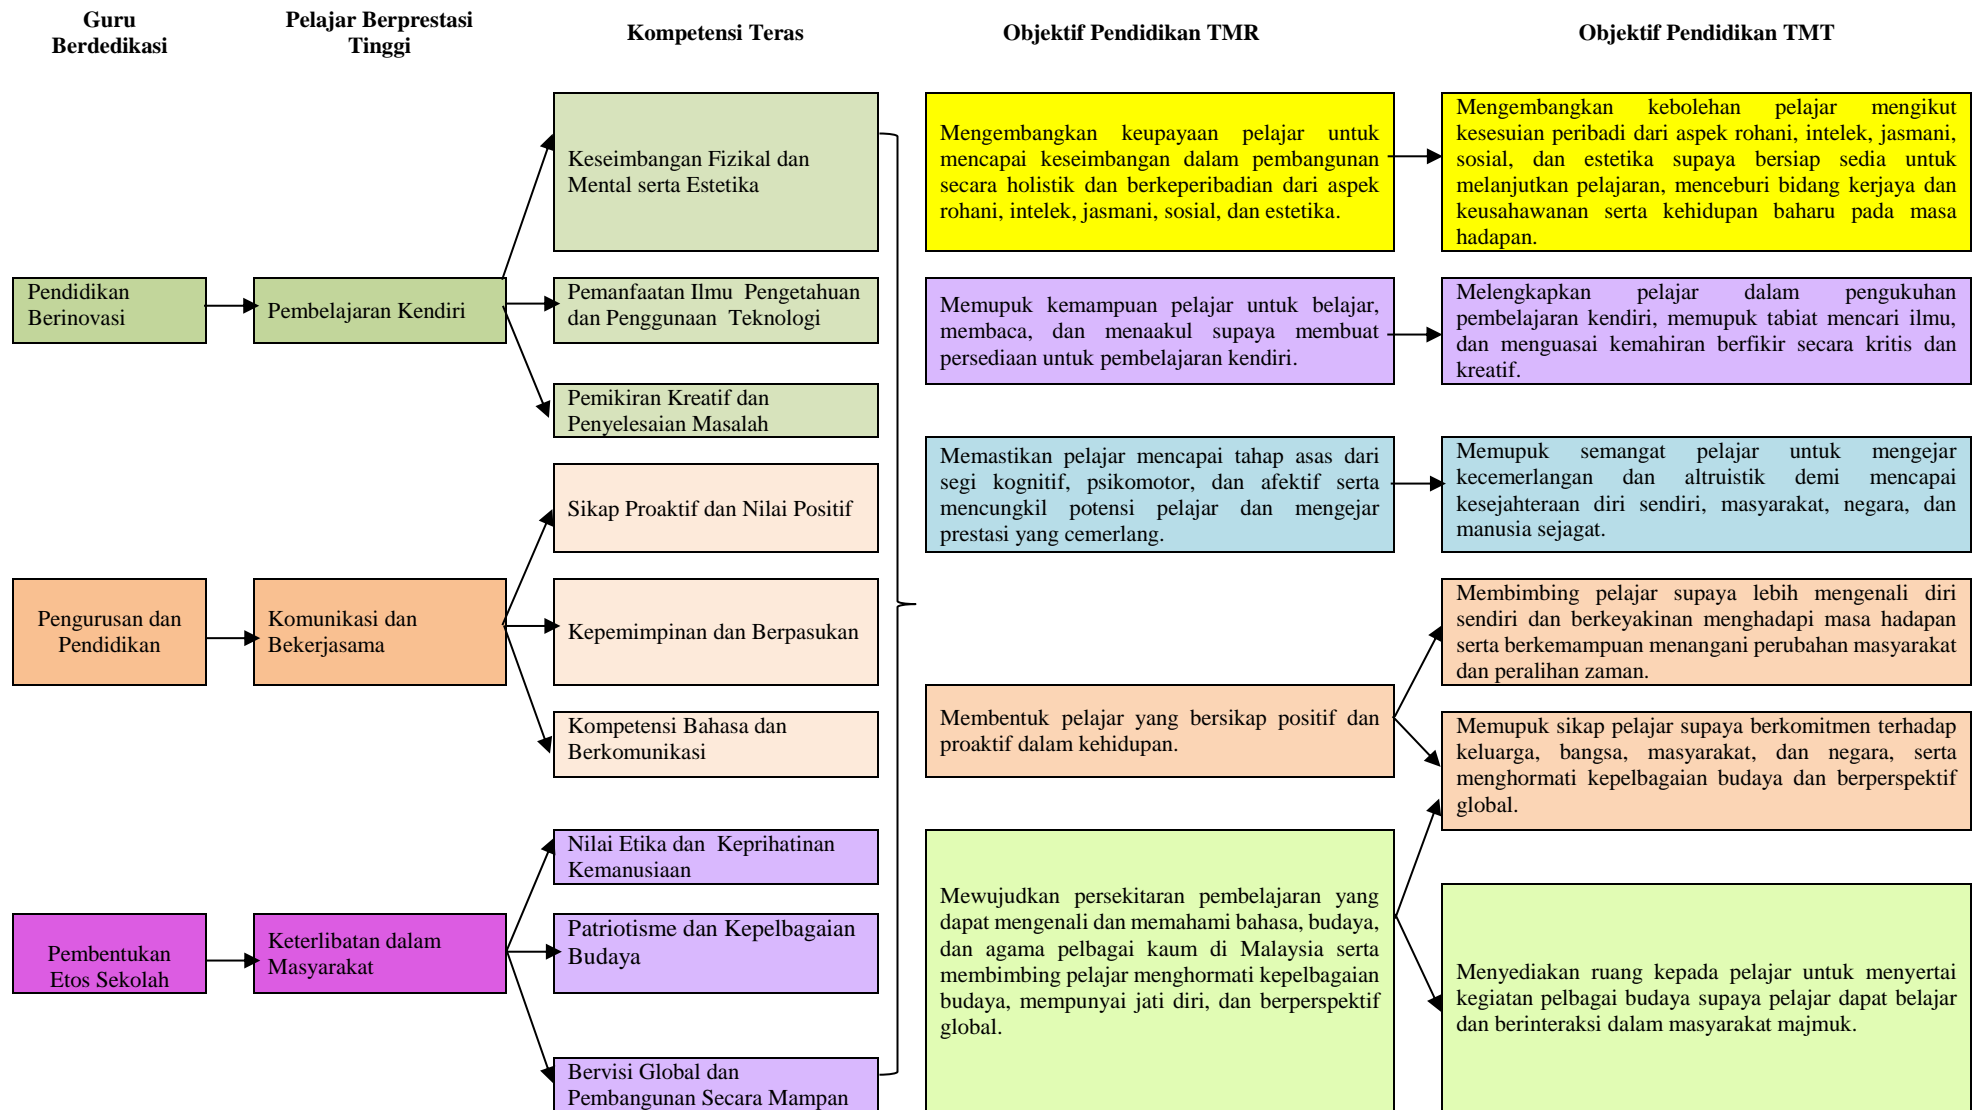 Guru
Berdedikasi
Pelajar Berprestasi
Tinggi
Kompetensi Teras
Objektif Pendidikan TMR
Objektif Pendidikan TMT
Pendidikan
Berinovasi
Pembelajaran Kendiri
Keseimbangan Fizikal dan
Mental serta Estetika
Pemanfaatan Ilmu Pengetahuan
dan Penggunaan Teknologi
Pemikiran Kreatif dan
Penyelesaian Masalah
Pengurusan dan
Pendidikan
Komunikasi dan
Bekerjasama
Sikap Proaktif dan Nilai Positif
Kepemimpinan dan Berpasukan
Kompetensi Bahasa dan
Berkomunikasi
Pembentukan
Etos Sekolah
Keterlibatan dalam
Masyarakat
Nilai Etika dan Keprihatinan
Kemanusiaan
Patriotisme dan Kepelbagaian
Budaya
Bervisi Global dan
Pembangunan Secara Mampan
Mengembangkan keupayaan pelajar untuk
mencapai keseimbangan dalam pembangunan
secara holistik dan berkeperibadian dari aspek
rohani, intelek, jasmani, sosial, dan estetika.
Mengembangkan kebolehan pelajar mengikut
kesesuian peribadi dari aspek rohani, intelek, jasmani,
sosial, dan estetika supaya bersiap sedia untuk
melanjutkan pelajaran, menceburi bidang kerjaya dan
keusahawanan serta kehidupan baharu pada masa
hadapan.
Memupuk kemampuan pelajar untuk belajar,
membaca, dan menaakul supaya membuat
persediaan untuk pembelajaran kendiri.
Melengkapkan pelajar dalam pengukuhan
pembelajaran kendiri, memupuk tabiat mencari ilmu,
dan menguasai kemahiran berfikir secara kritis dan
kreatif.
Memastikan pelajar mencapai tahap asas dari
segi kognitif, psikomotor, dan afektif serta
mencungkil potensi pelajar dan mengejar
prestasi yang cemerlang.
Memupuk semangat pelajar untuk mengejar
kecemerlangan dan altruistik demi mencapai
kesejahteraan diri sendiri, masyarakat, negara, dan
manusia sejagat.
Membentuk pelajar yang bersikap positif dan
proaktif dalam kehidupan.
Membimbing pelajar supaya lebih mengenali diri
sendiri dan berkeyakinan menghadapi masa hadapan
serta berkemampuan menangani perubahan masyarakat
dan peralihan zaman.
Memupuk sikap pelajar supaya berkomitmen terhadap
keluarga, bangsa, masyarakat, dan negara, serta
menghormati kepelbagaian budaya dan berperspektif
global.
Mewujudkan persekitaran pembelajaran yang
dapat mengenali dan memahami bahasa, budaya,
dan agama pelbagai kaum di Malaysia serta
membimbing pelajar menghormati kepelbagaian
budaya, mempunyai jati diri, dan berperspektif
global.
Menyediakan ruang kepada pelajar untuk menyertai
kegiatan pelbagai budaya supaya pelajar dapat belajar
dan berinteraksi dalam masyarakat majmuk.